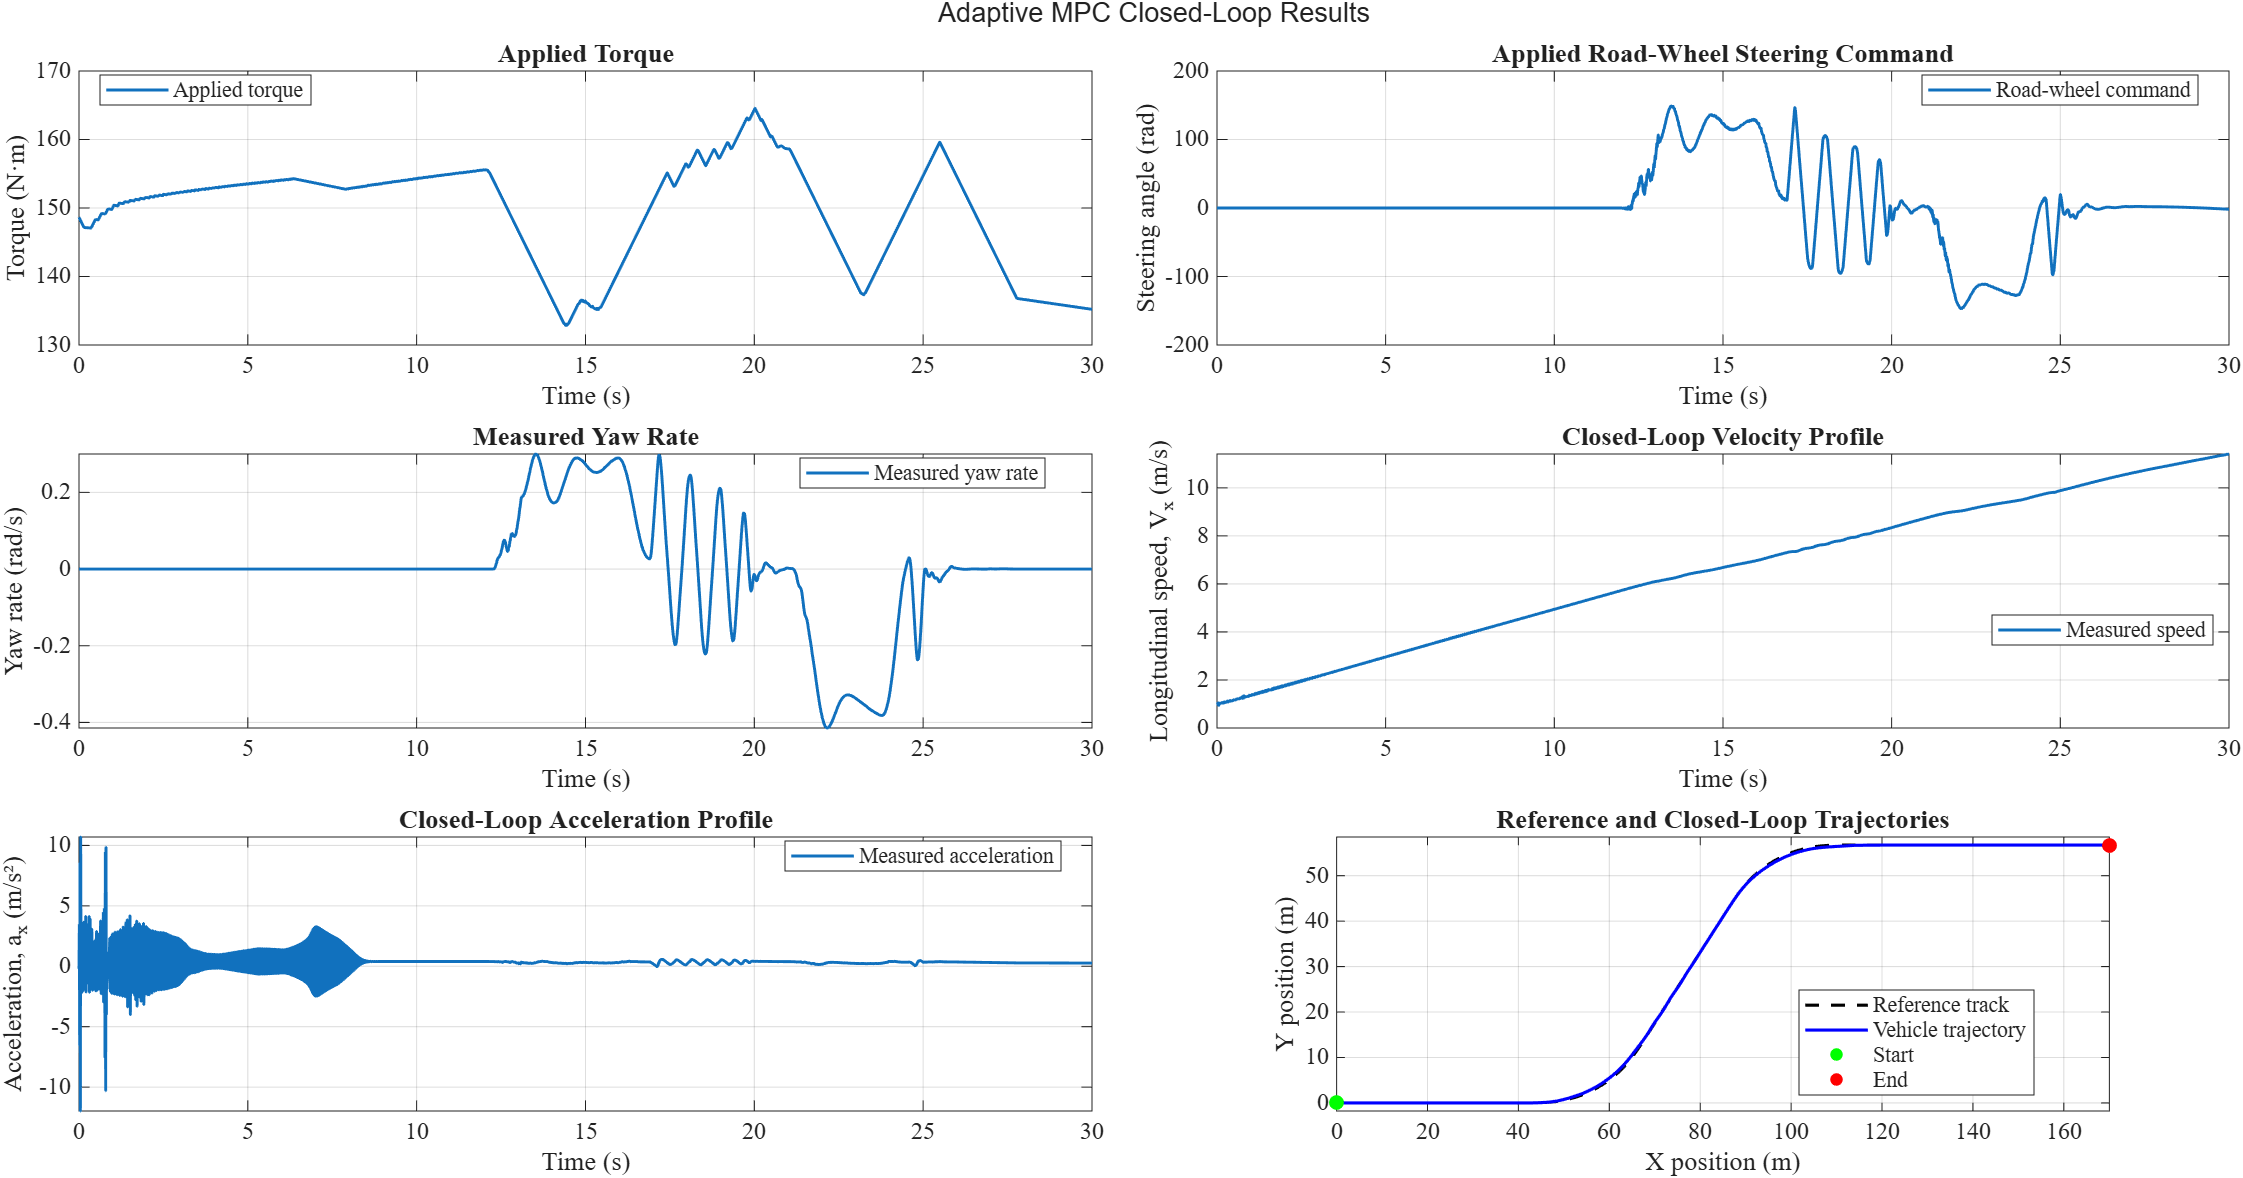 Adaptive MPC Closed-Loop Results
Applied Torque
170
160
150
140
130
Torque (N·m)
Applied torque
0 5 10 15 20 25 30
Time (s)
Applied Road-Wheel Steering Command
200
100
0
-100
-200
Steering angle (rad)
Road-wheel command
0 5 10 15 20 25 30
Time (s)
Measured Yaw Rate
0.2
0
-0.2
-0.4
Yaw rate (rad/s)
Measured yaw rate
0 5 10 15 20 25 30
Time (s)
Closed-Loop Velocity Profile
10
8
6
4
2
0
Longitudinal speed, Vx (m/s)
Measured speed
0 5 10 15 20 25 30
Time (s)
Closed-Loop Acceleration Profile
10
5
0
-5
-10
Acceleration, ax (m/s²)
Measured acceleration
0 5 10 15 20 25 30
Time (s)
Reference and Closed-Loop Trajectories
50
40
30
20
10
0
Y position (m)
Reference track
Vehicle trajectory
Start
End
0 20 40 60 80 100 120 140 160
X position (m)